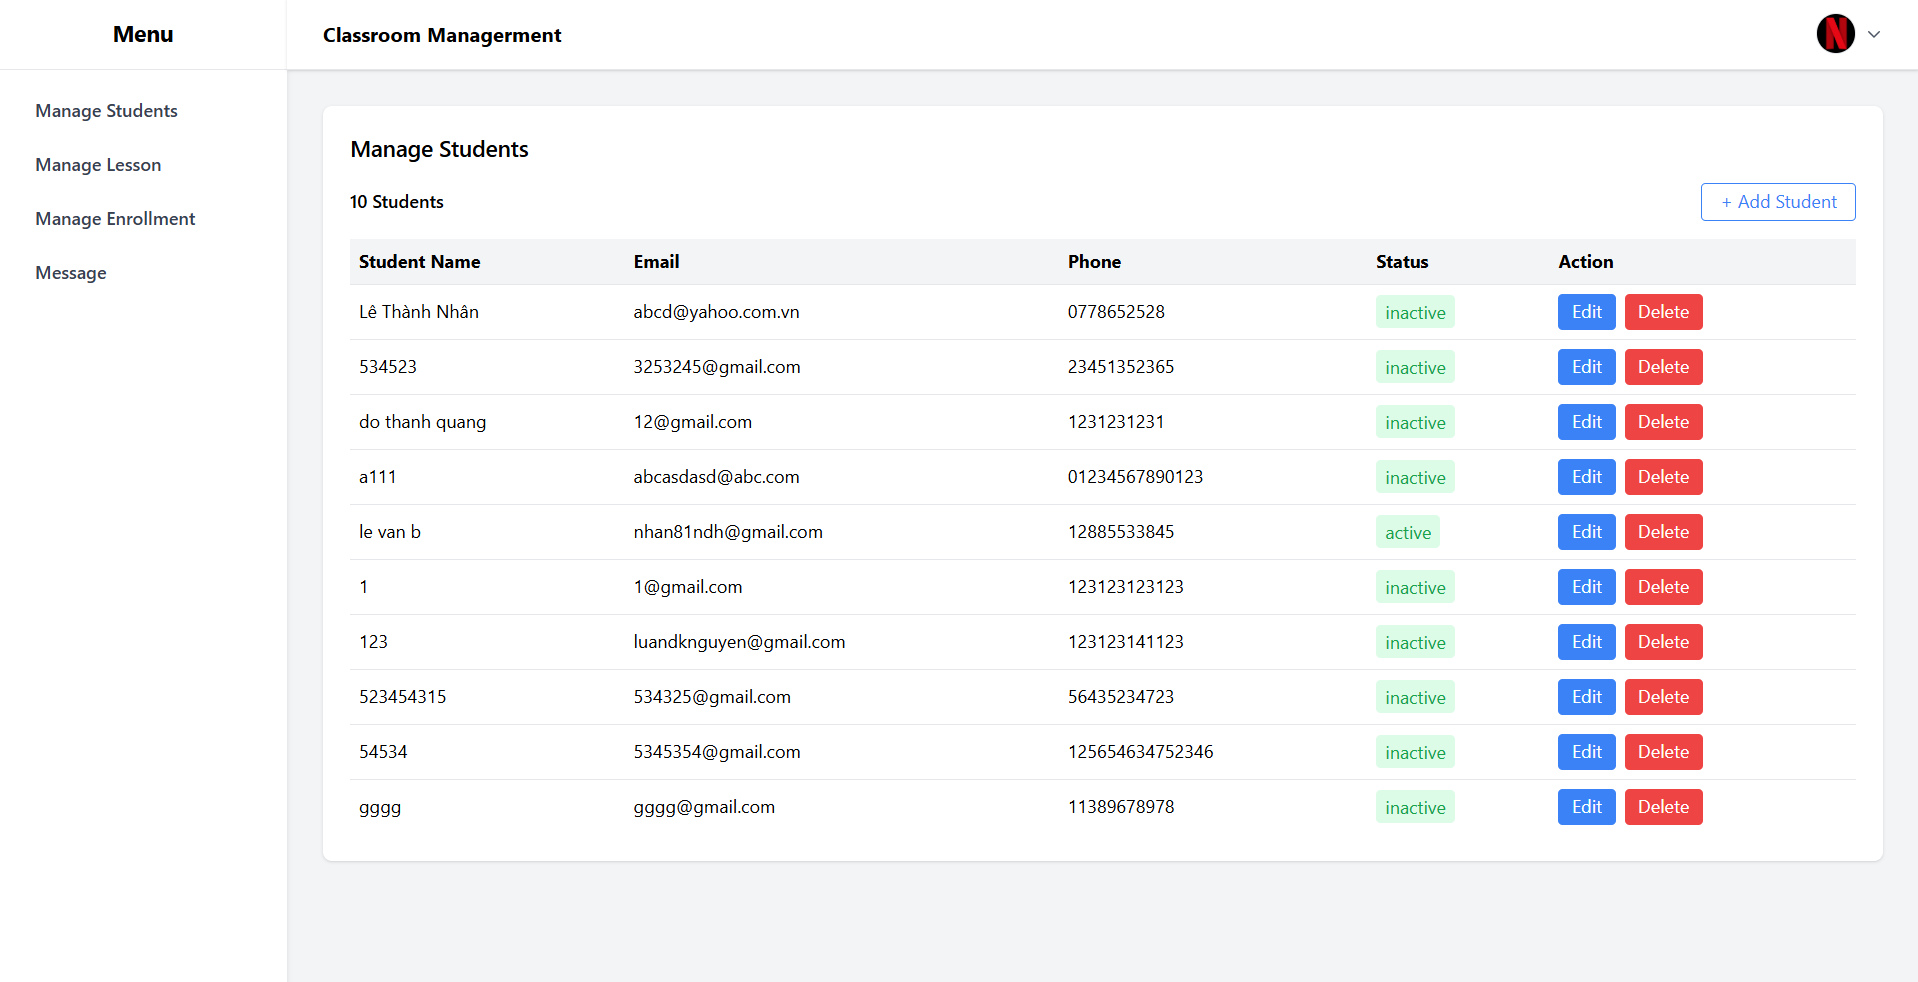 Menu
Classroom Managerment
N
Manage Students
Manage Lesson
Manage Enrollment
Message
Manage Students
10 Students
+ Add Student
Student Name Email Phone Status Action
Lê Thành Nhân abcd@yahoo.com.vn 0778652528 inactive Edit Delete
534523 3253245@gmail.com 23451352365 inactive Edit Delete
do thanh quang 12@gmail.com 1231231231 inactive Edit Delete
a111 abcasdasd@abc.com 01234567890123 inactive Edit Delete
le van b nhan81ndh@gmail.com 12885533845 active Edit Delete
1 1@gmail.com 123123123123 inactive Edit Delete
123 luandknguyen@gmail.com 123123141123 inactive Edit Delete
523454315 534325@gmail.com 56435234723 inactive Edit Delete
54534 5345354@gmail.com 125654634752346 inactive Edit Delete
gggg gggg@gmail.com 11389678978 inactive Edit Delete